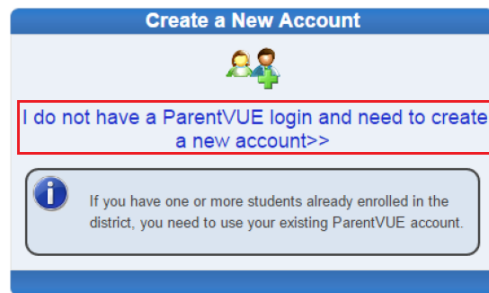 Create a New Account
I do not have a ParentVUE login and need to create
a new account>>
If you have one or more students already enrolled in the
district, you need to use your existing ParentVUE account.